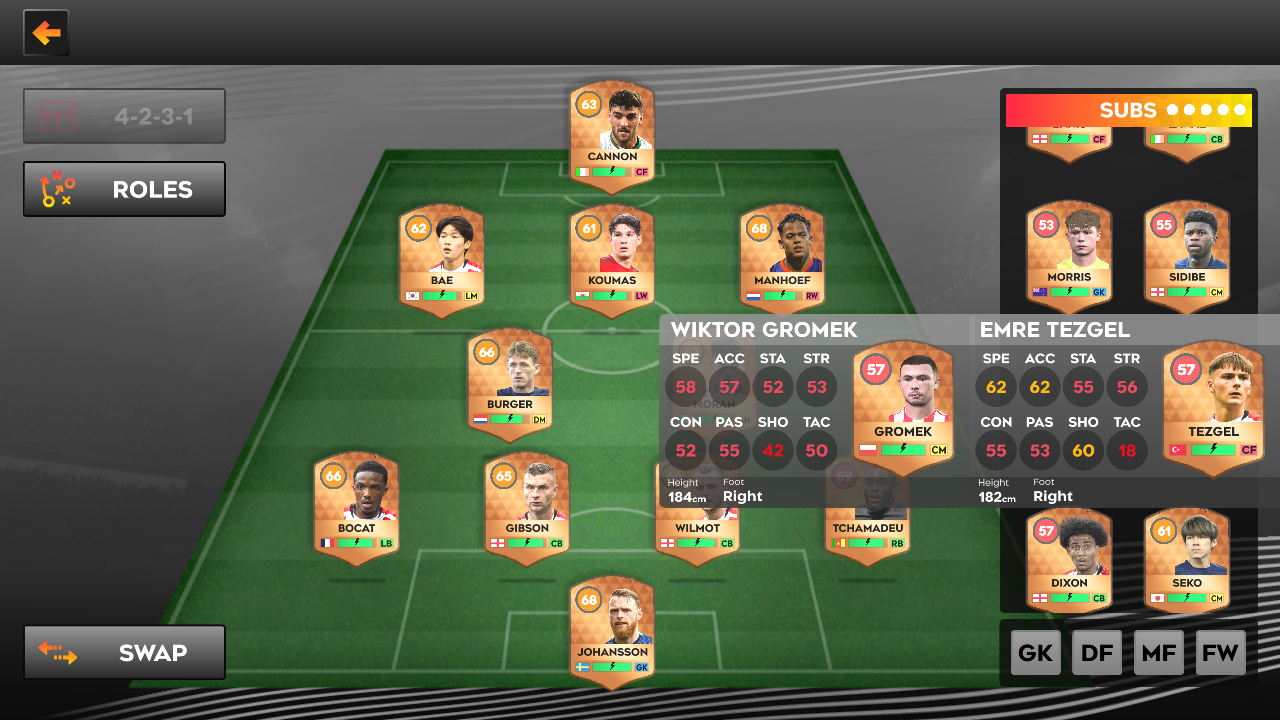 4-2-3-1
ROLES
SWAP
63
CANNON
CF
62
BAE
LM
61
KOUMAS
LW
68
MANHOEF
RW
66
BURGER
DM
MORAN
66
BOCAT
LB
65
GIBSON
CB
WILMOT
CB
59
TCHAMADEU
RB
68
JOHANSSON
GK
SUBS
CF
CB
53
MORRIS
GK
55
SIDIBE
CM
WIKTOR GROMEK
SPE ACC STA STR
58 57 52 53
CON PAS SHO TAC
52 55 42 50
Height Foot
184cm Right
57
GROMEK
CM
EMRE TEZGEL
SPE ACC STA STR
62 62 55 56
CON PAS SHO TAC
55 53 60 18
Height Foot
182cm Right
57
TEZGEL
CF
57
DIXON
CB
61
SEKO
CM
GK DF MF FW